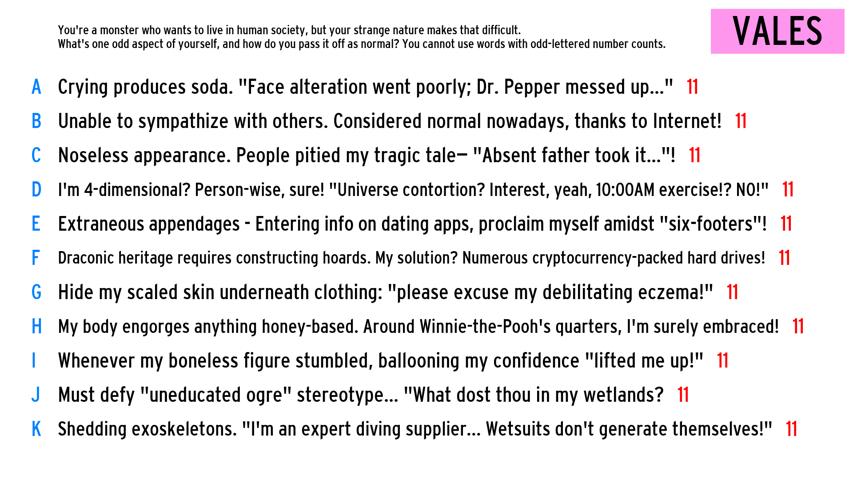 You're a monster who wants to live in human society, but your strange nature makes that difficult.
What's one odd aspect of yourself, and how do you pass it off as normal? You cannot use words with odd-lettered number counts.
VALES
A Crying produces soda. "Face alteration went poorly; Dr. Pepper messed up..." 11
B Unable to sympathize with others. Considered normal nowadays, thanks to Internet! 11
C Noseless appearance. People pitied my tragic tale— "Absent father took it..."! 11
D I'm 4-dimensional? Person-wise, sure! "Universe contortion? Interest, yeah, 10:00AM exercise!? NO!" 11
E Extraneous appendages - Entering info on dating apps, proclaim myself amidst "six-footers"! 11
F Draconic heritage requires constructing hoards. My solution? Numerous cryptocurrency-packed hard drives! 11
G Hide my scaled skin underneath clothing: "please excuse my debilitating eczema!" 11
H My body engorges anything honey-based. Around Winnie-the-Pooh's quarters, I'm surely embraced! 11
I Whenever my boneless figure stumbled, ballooning my confidence "lifted me up!" 11
J Must defy "uneducated ogre" stereotype... "What dost thou in my wetlands? 11
K Shedding exoskeletons. "I'm an expert diving supplier... Wetsuits don't generate themselves!" 11